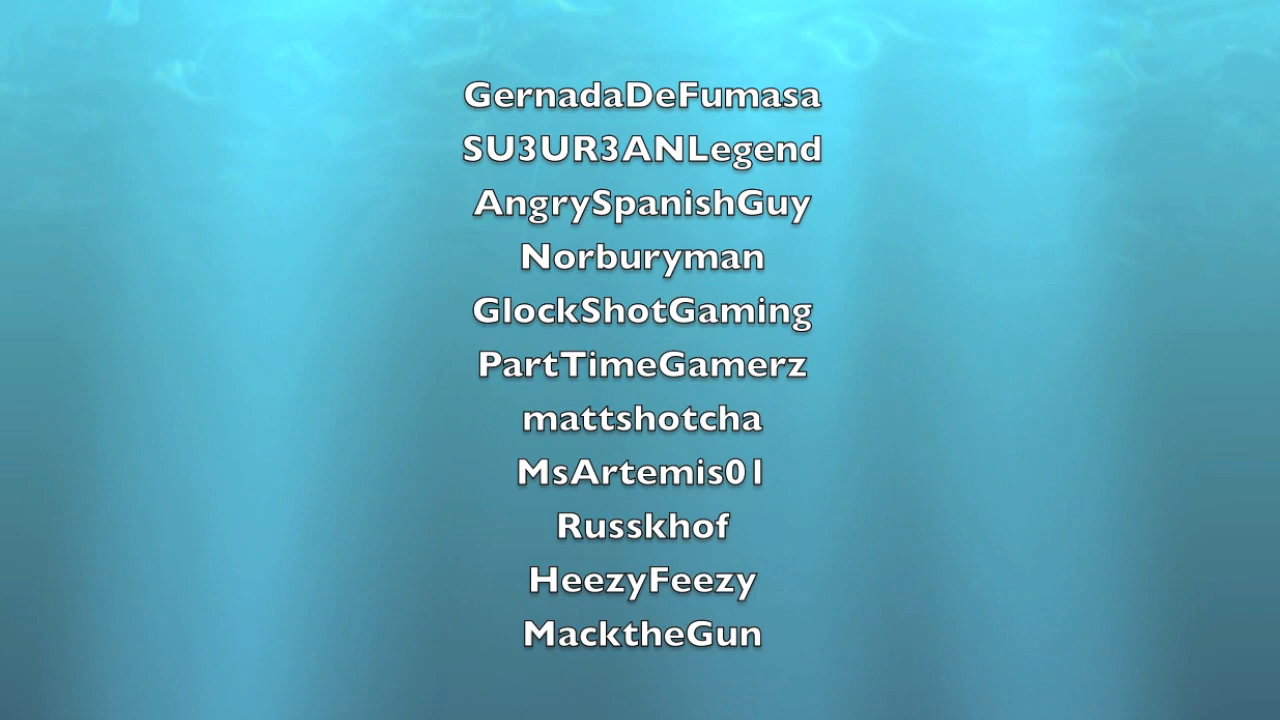 GernadaDeFumasa
SU3UR3ANLegend
AngrySpanishGuy
Norburyman
GlockShotGaming
PartTimeGamerz
mattshotcha
MsArtemis01
Russkhof
HeezyFeezy
MacktheGun